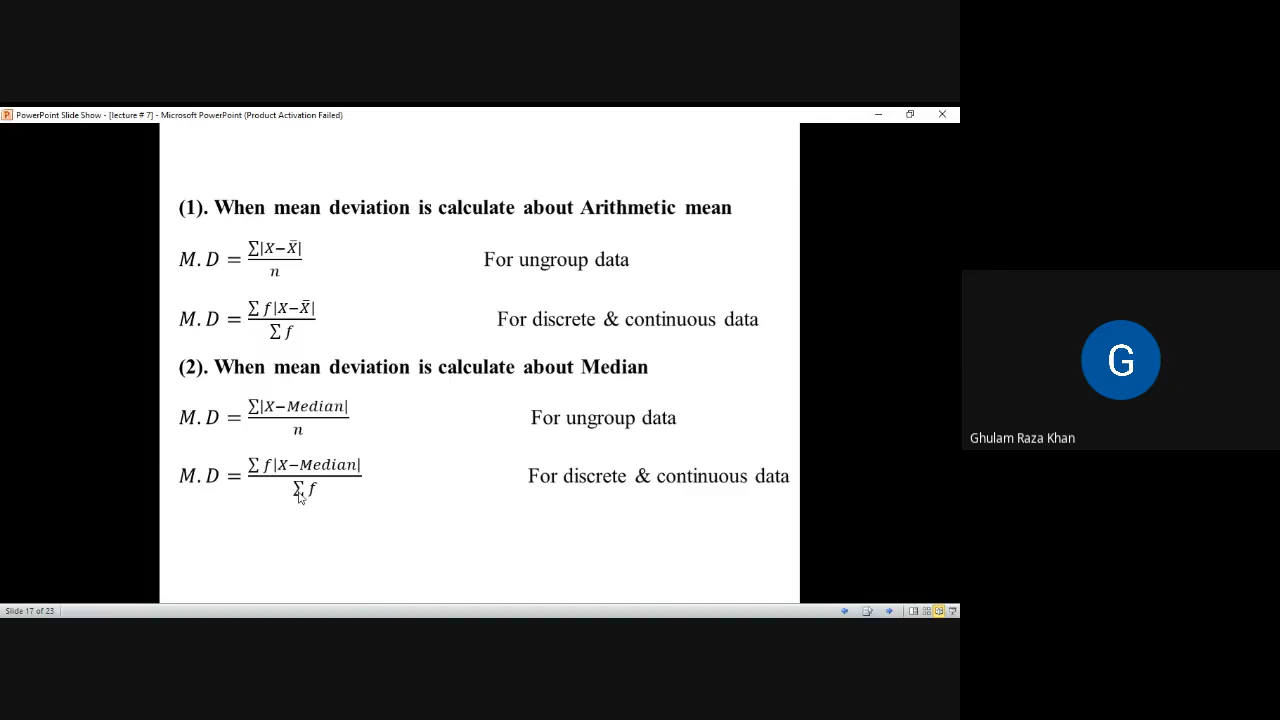 PowerPoint Slide Show - [lecture # 7] - Microsoft PowerPoint (Product Activation Failed)
(1). When mean deviation is calculate about Arithmetic mean
M.D = ∑|X−X̄| / n For ungroup data
M.D = ∑ f|X−X̄| / ∑ f For discrete & continuous data
(2). When mean deviation is calculate about Median
M.D = ∑|X−Median| / n For ungroup data
M.D = ∑ f|X−Median| / ∑ f For discrete & continuous data
G
Ghulam Raza Khan
Slide 17 of 23